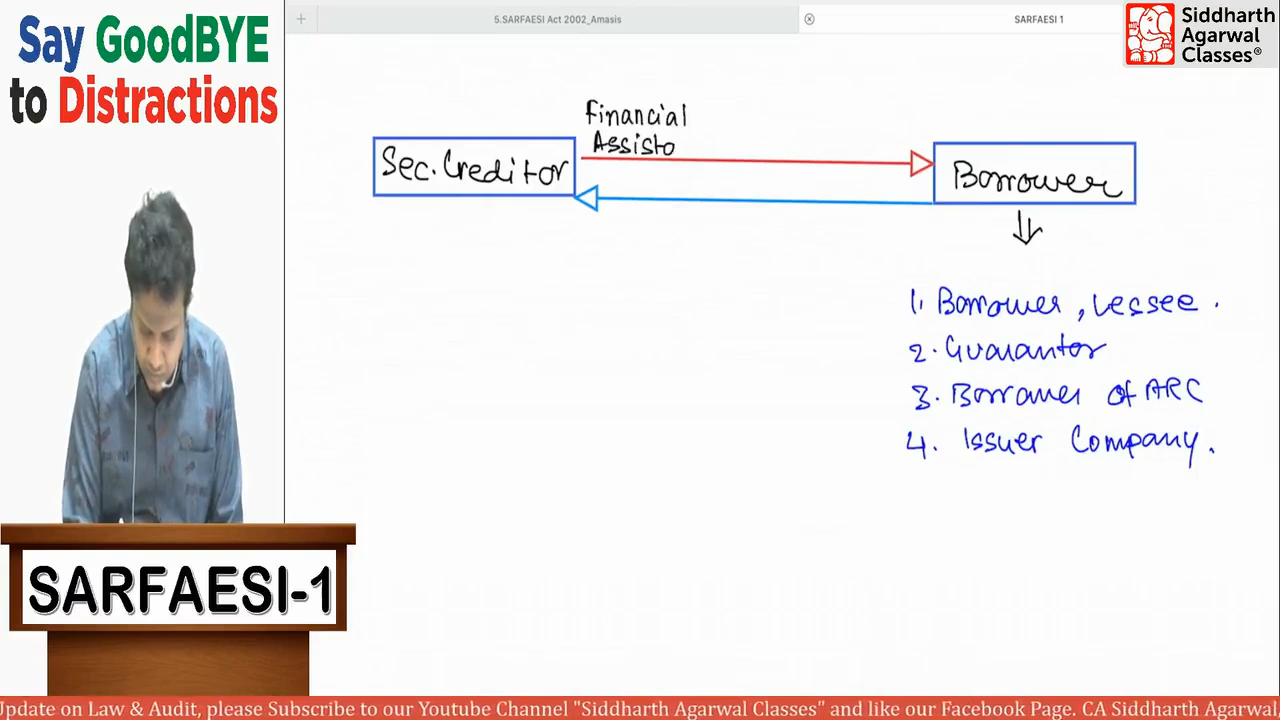 Say GoodBYE
to Distractions
5.SARFAESI Act 2002_Amasis
SARFAESI 1
Siddharth
Agarwal
Classes®
Financial
Assista
Sec. Creditor
Borrower
1. Borrower, Lessee.
2. Guarantor
3. Borrower of ARC
4. Issuer Company.
SARFAESI-1
Update on Law & Audit, please Subscribe to our Youtube Channel "Siddharth Agarwal Classes" and like our Facebook Page. CA Siddharth Agarwal